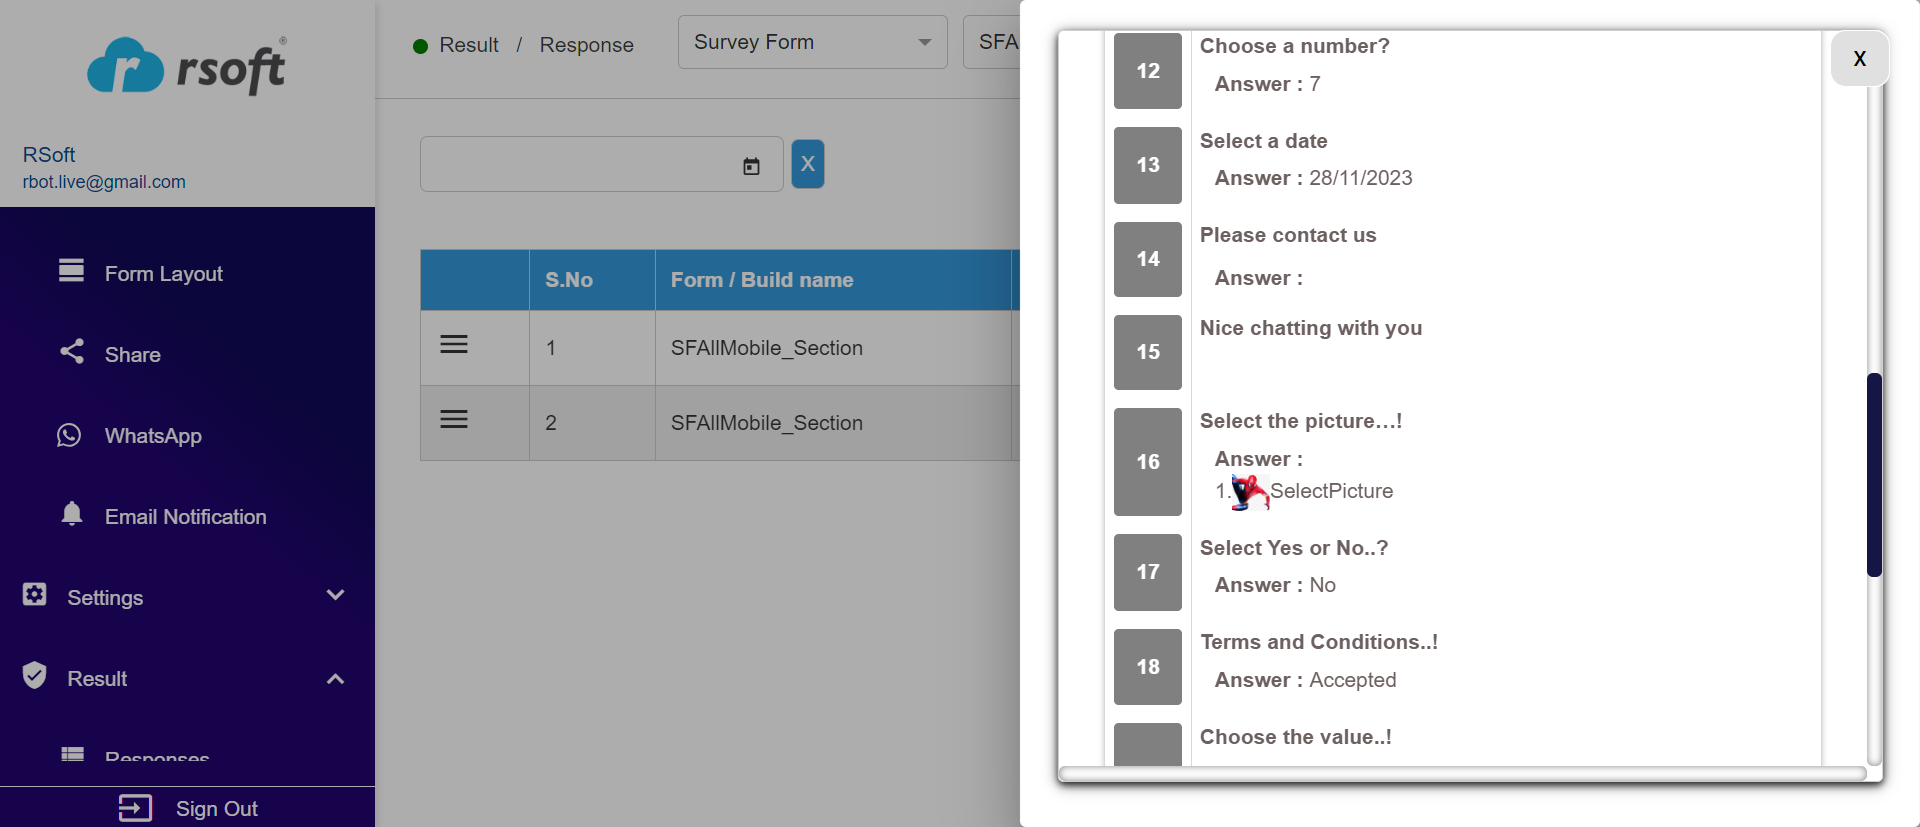 rsoft®
RSoft
rbot.live@gmail.com
Form Layout
Share
WhatsApp
Email Notification
Settings
Result
Responses
Sign Out
Result / Response
Survey Form
SFA
X
S.No Form / Build name
1 SFAllMobile_Section
2 SFAllMobile_Section
X
12 Choose a number?
Answer : 7
13 Select a date
Answer : 28/11/2023
14 Please contact us
Answer :
15 Nice chatting with you
16 Select the picture...!
Answer :
1. SelectPicture
17 Select Yes or No..?
Answer : No
18 Terms and Conditions..!
Answer : Accepted
Choose the value..!